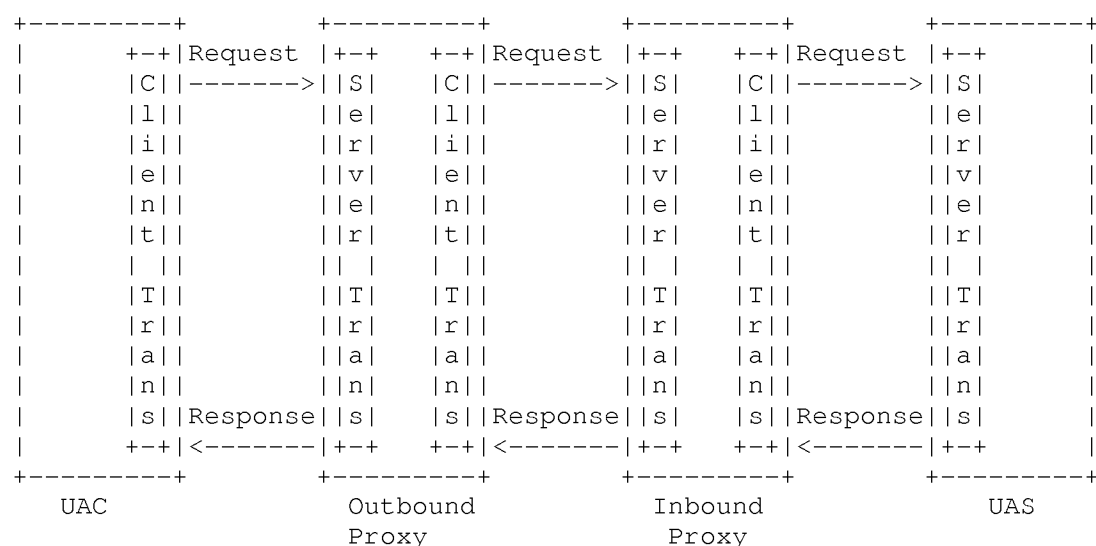 +---------+ +---------+ +---------+ +---------+
| +-+|Request |+-+ +-+|Request |+-+ +-+|Request |+-+ |
| |C||------->||S| |C||------->||S| |C||------->||S| |
| |l|| ||e| |l|| ||e| |l|| ||e| |
| |i|| ||r| |i|| ||r| |i|| ||r| |
| |e|| ||v| |e|| ||v| |e|| ||v| |
| |n|| ||e| |n|| ||e| |n|| ||e| |
| |t|| ||r| |t|| ||r| |t|| ||r| |
| | || || | | || || | | || || | |
| |T|| ||T| |T|| ||T| |T|| ||T| |
| |r|| ||r| |r|| ||r| |r|| ||r| |
| |a|| ||a| |a|| ||a| |a|| ||a| |
| |n|| ||n| |n|| ||n| |n|| ||n| |
| |s||Response||s| |s||Response||s| |s||Response||s| |
| +-+|<-------|+-+ +-+|<-------|+-+ +-+|<-------|+-+ |
+---------+ +---------+ +---------+ +---------+
UAC Outbound Inbound UAS
Proxy Proxy